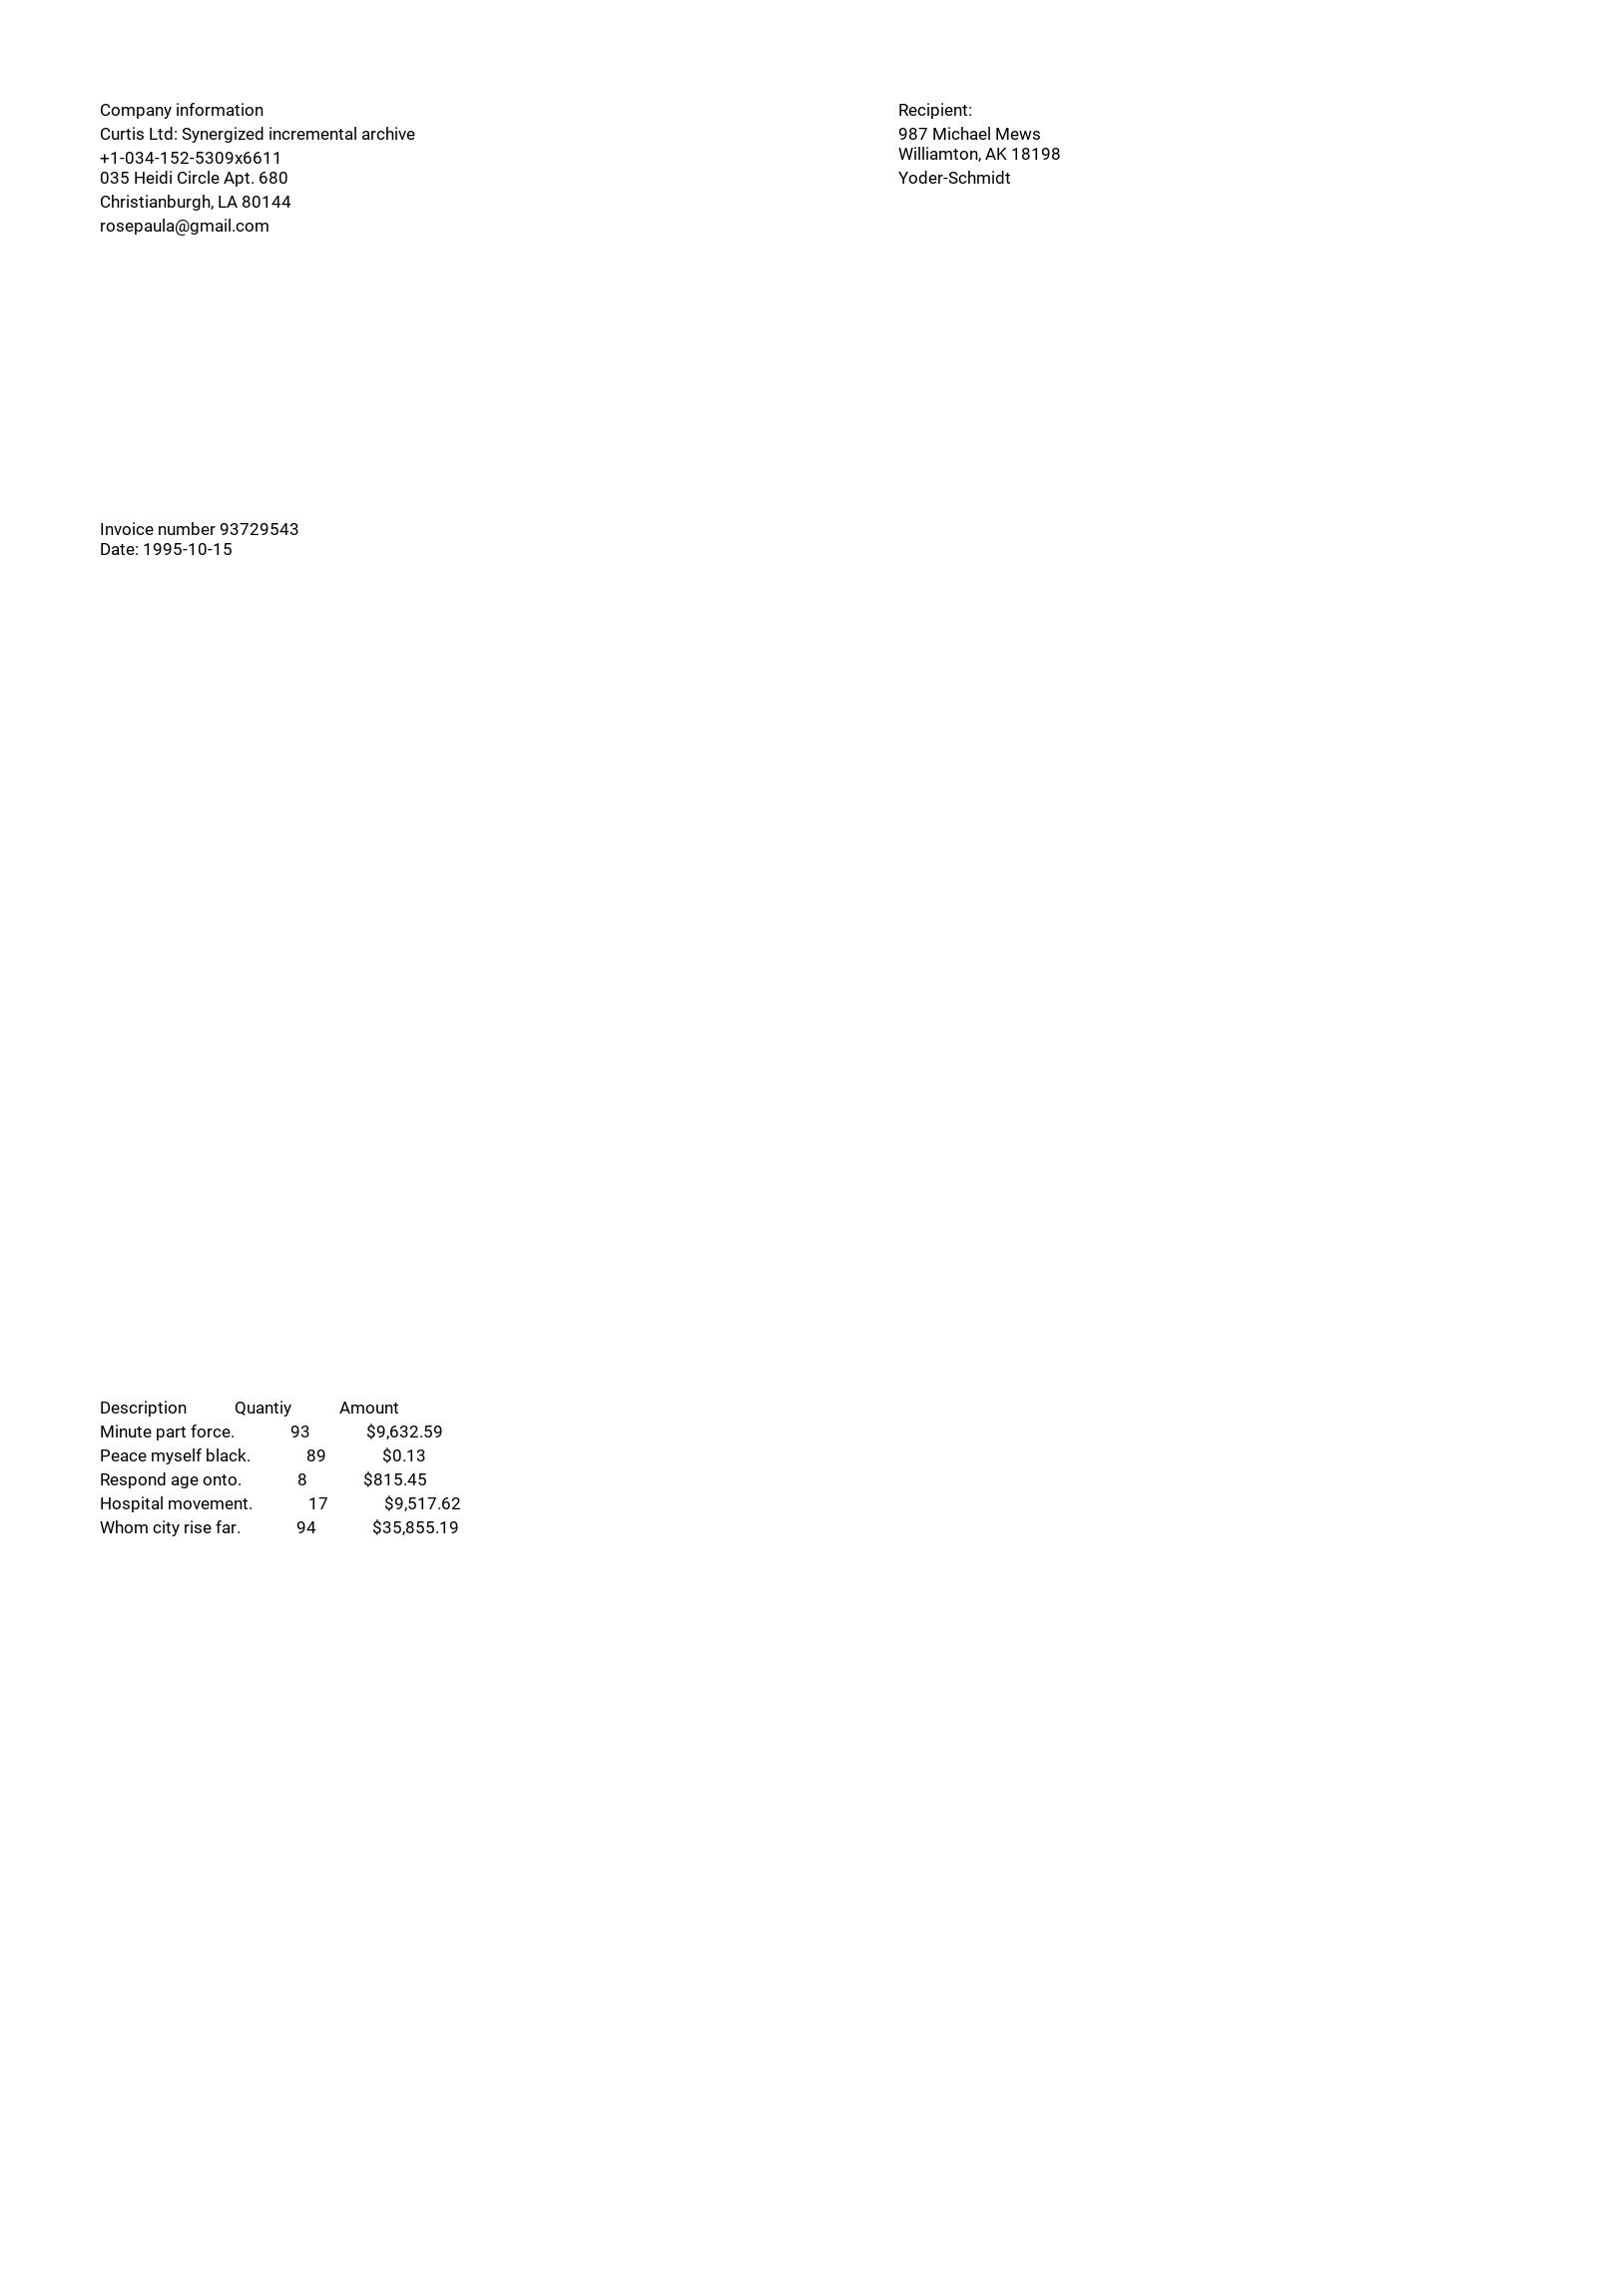 Company information
Curtis Ltd: Synergized incremental archive
+1-034-152-5309x6611
035 Heidi Circle Apt. 680
Christianburgh, LA 80144
rosepaula@gmail.com
Recipient:
987 Michael Mews
Williamton, AK 18198
Yoder-Schmidt
Invoice number 93729543
Date: 1995-10-15
Description Quantiy Amount
Minute part force. 93 $9,632.59
Peace myself black. 89 $0.13
Respond age onto. 8 $815.45
Hospital movement. 17 $9,517.62
Whom city rise far. 94 $35,855.19